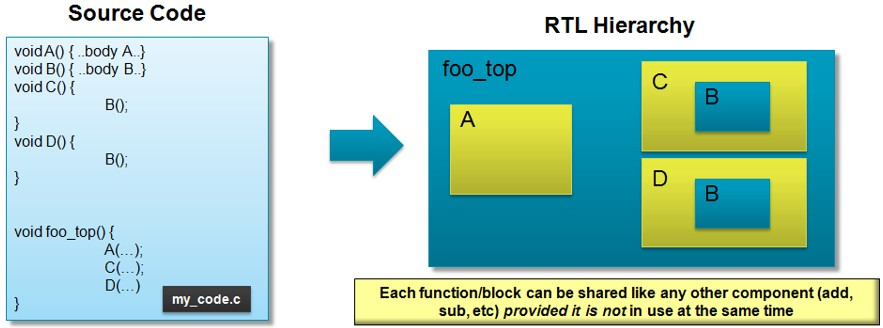 Source Code
void A() { ..body A..}
void B() { ..body B..}
void C() {
B();
}
void D() {
B();
}
void foo_top() {
A(...);
C(...);
D(...)
}
my_code.c
RTL Hierarchy
foo_top
A
C
B
D
B
Each function/block can be shared like any other component (add,
sub, etc) provided it is not in use at the same time